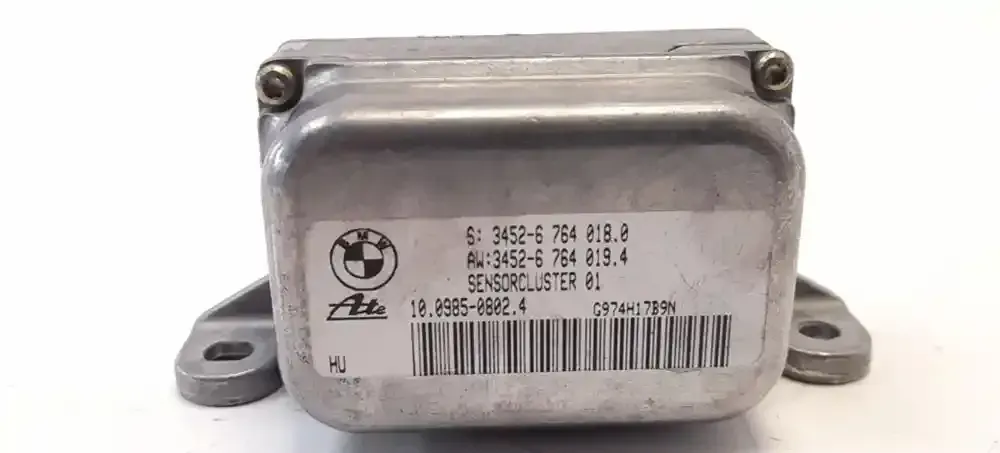 BMW
6: 3452-6 764 018.0
AW:3452-6 764 019.4
SENSORCLUSTER 01
Ate
10.0985-0802.4 G974H17B9N
HU